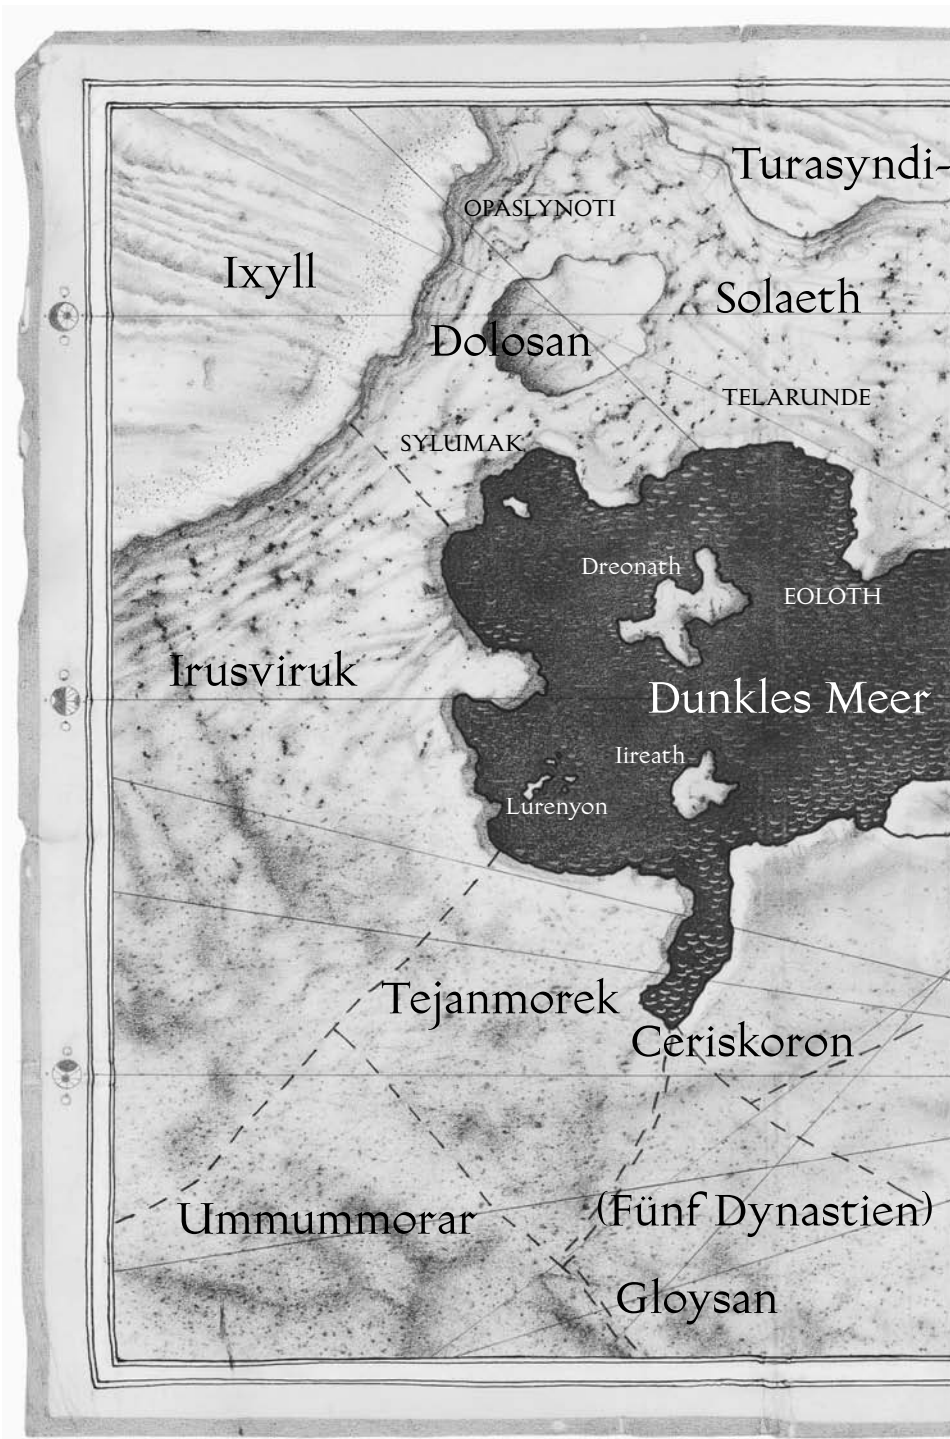 Turasyndi-
OPASLYNOTI
Ixyll
Solaeth
Dolosan
TELARUNDE
SYLUMAK
Dreonath
EOLOTH
Irusviruk
Dunkles Meer
Iireath
Lurenyon
Tejanmorek
Ceriskoron
Ummummorar
(Fünf Dynastien)
Gloysan